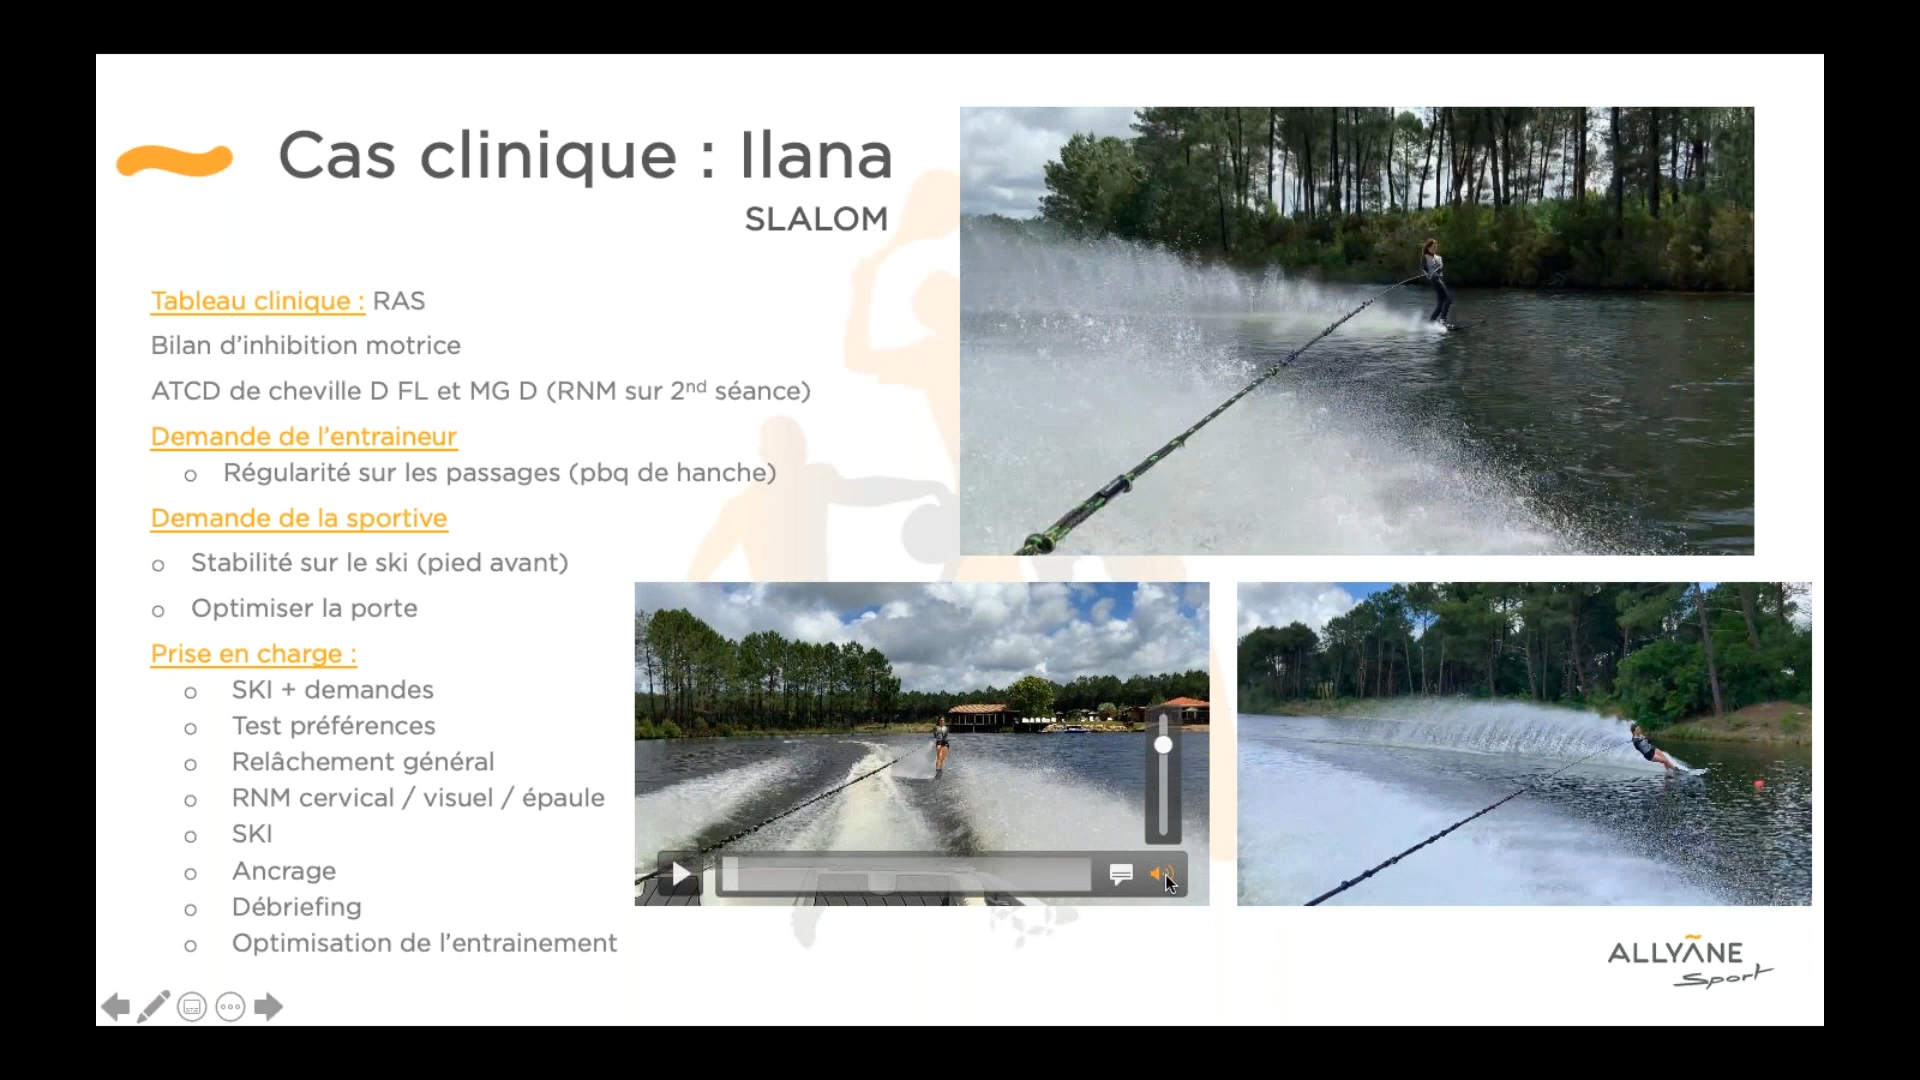 Cas clinique : Ilana
SLALOM
Tableau clinique : RAS
Bilan d’inhibition motrice
ATCD de cheville D FL et MG D (RNM sur 2nd séance)
Demande de l’entraineur
Régularité sur les passages (pbq de hanche)
Demande de la sportive
Stabilité sur le ski (pied avant)
Optimiser la porte
Prise en charge :
SKI + demandes
Test préférences
Relâchement général
RNM cervical / visuel / épaule
SKI
Ancrage
Débriefing
Optimisation de l’entrainement
ALLYANE
Sport